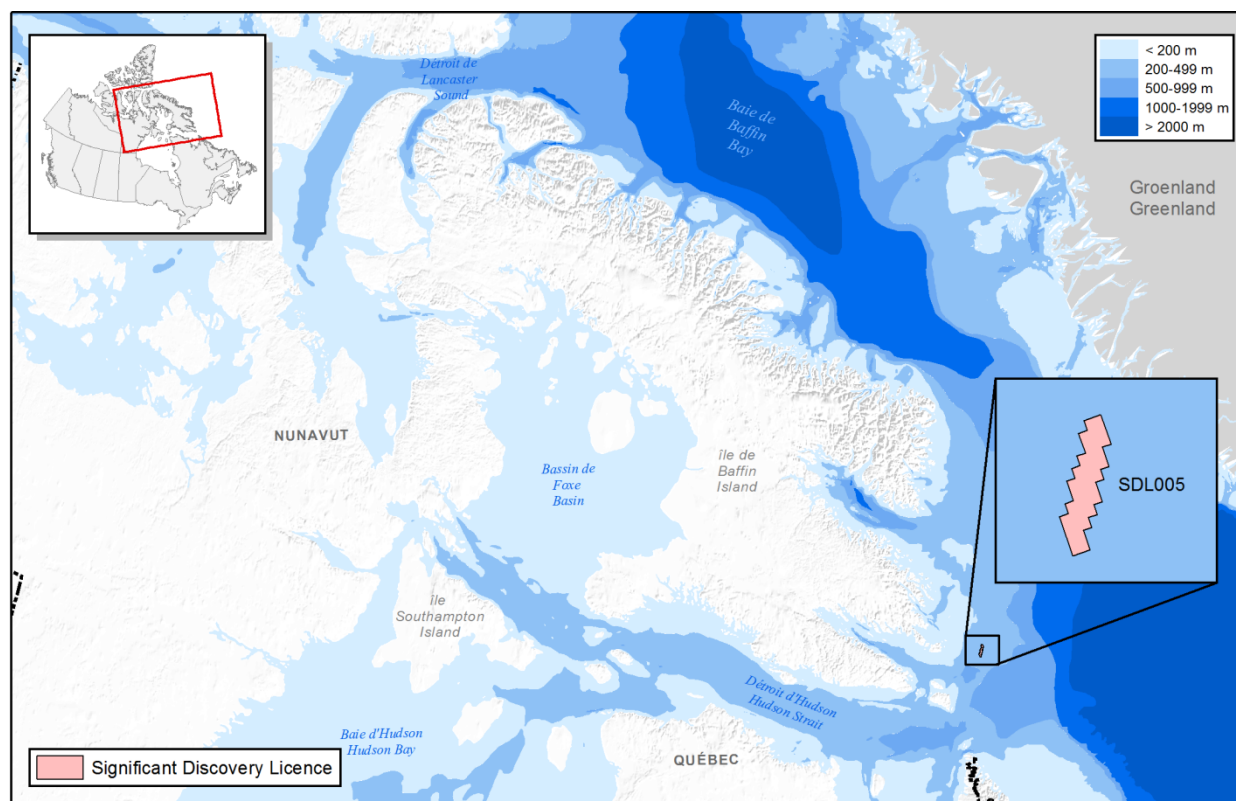 Détroit de
Lancaster
Sound
Baie de
Baffin
Bay
< 200 m
200-499 m
500-999 m
1000-1999 m
> 2000 m
Groenland
Greenland
NUNAVUT
Bassin de
Foxe
Basin
île de
Baffin
Island
SDL005
île
Southampton
Island
Détroit d'Hudson
Hudson Strait
Baie d'Hudson
Hudson Bay
QUÉBEC
Significant Discovery Licence